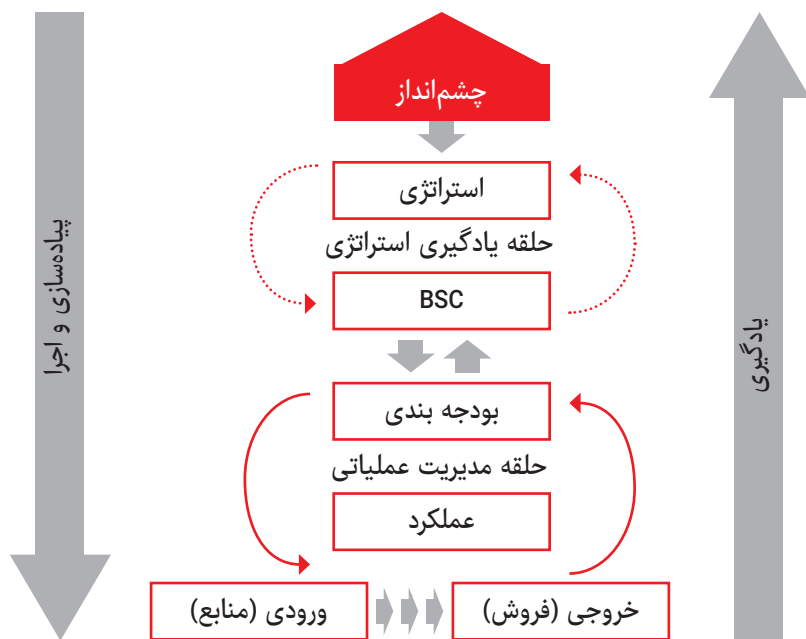 چشم‌انداز
استراتژی
حلقه یادگیری استراتژی
BSC
بودجه بندی
حلقه مدیریت عملیاتی
عملکرد
خروجی (فروش)
ورودی (منابع)
یادگیری
پیاده‌سازی و اجرا